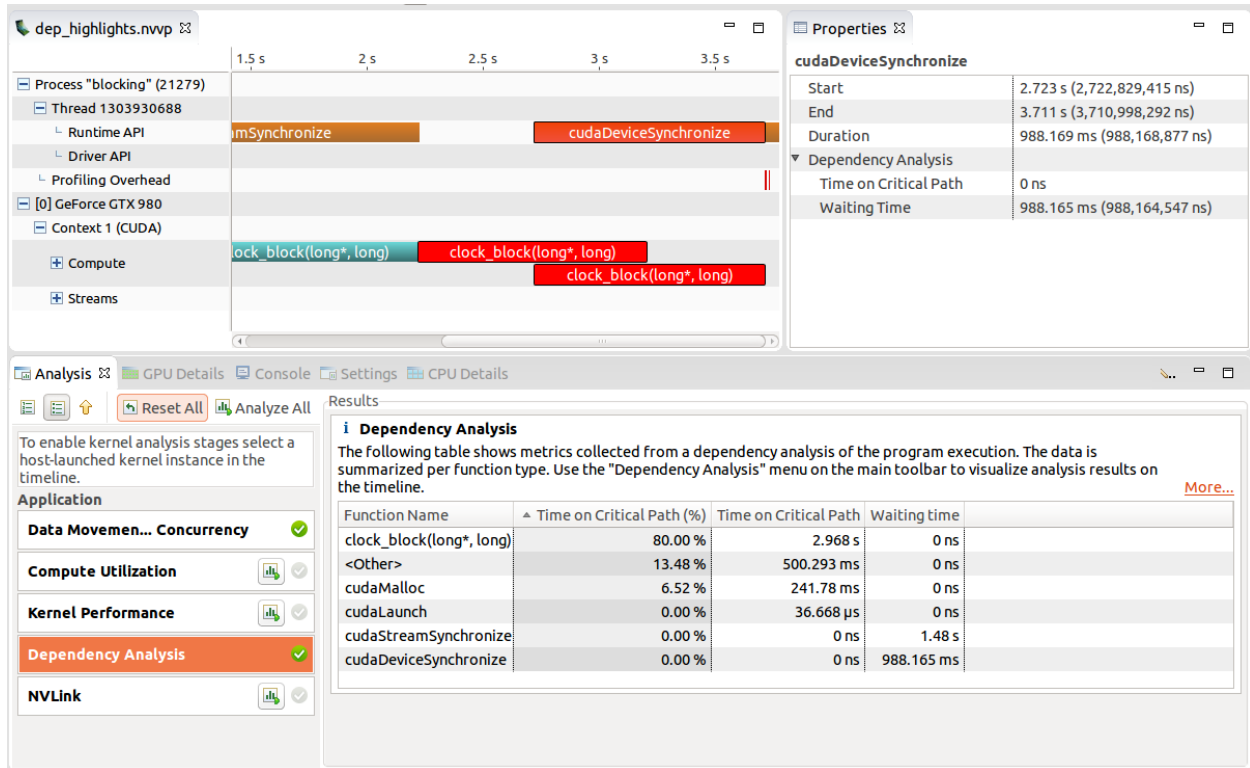 dep_highlights.nvvp
1.5 s 2 s 2.5 s 3 s 3.5 s
Process "blocking" (21279)
Thread 1303930688
Runtime API
mSynchronize cudaDeviceSynchronize
Driver API
Profiling Overhead
[0] GeForce GTX 980
Context 1 (CUDA)
Compute
lock_block(long*, long) clock_block(long*, long)
clock_block(long*, long)
Streams
Properties
cudaDeviceSynchronize
Start 2.723 s (2,722,829,415 ns)
End 3.711 s (3,710,998,292 ns)
Duration 988.169 ms (988,168,877 ns)
Dependency Analysis
Time on Critical Path 0 ns
Waiting Time 988.165 ms (988,164,547 ns)
Analysis GPU Details Console Settings CPU Details
Reset All Analyze All
To enable kernel analysis stages select a
host-launched kernel instance in the
timeline.
Application
Data Movemen... Concurrency
Compute Utilization
Kernel Performance
Dependency Analysis
NVLink
Results
i Dependency Analysis
The following table shows metrics collected from a dependency analysis of the program execution. The data is
summarized per function type. Use the "Dependency Analysis" menu on the main toolbar to visualize analysis results on
the timeline.
More...
Function Name Time on Critical Path (%) Time on Critical Path Waiting time
clock_block(long*, long) 80.00 % 2.968 s 0 ns
<Other> 13.48 % 500.293 ms 0 ns
cudaMalloc 6.52 % 241.78 ms 0 ns
cudaLaunch 0.00 % 36.668 µs 0 ns
cudaStreamSynchronize 0.00 % 0 ns 1.48 s
cudaDeviceSynchronize 0.00 % 0 ns 988.165 ms